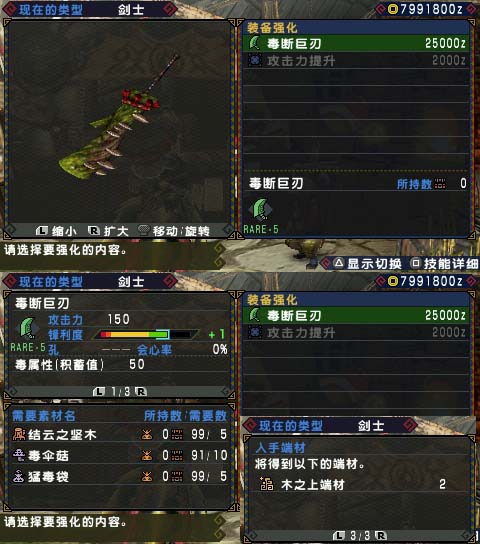 现在的类型 剑士
7991800z
装备强化
毒断巨刃 25000z
攻击力提升 2000z
毒断巨刃 所持数 0
RARE-5
L 缩小 R 扩大 移动/旋转
请选择要强化的内容。
△显示切换 □技能详细
现在的类型 剑士
7991800z
毒断巨刃
攻击力 150
锋利度 +1
RARE-5 孔 --- 会心率 0%
毒属性(积蓄值) 50
L 1/3 R
装备强化
毒断巨刃 25000z
攻击力提升 2000z
需要素材名 所持数/需要数
结云之坚木 0 99/ 5
毒伞菇 0 91/10
猛毒袋 0 99/ 5
请选择要强化的内容。
现在的类型 剑士
入手端材
将得到以下的端材。
木之上端材 2
L 3/3 R